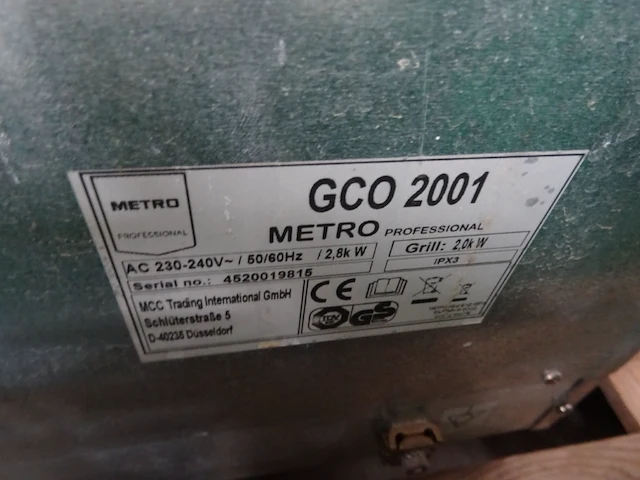 METRO
PROFESSIONAL
GCO 2001
METRO PROFESSIONAL
AC 230-240V~ / 50/60Hz / 2,8k W
Grill: 2,0k W
Serial no.: 4520019815
IPX3
MCC Trading International GmbH
Schlüterstraße 5
D-40235 Düsseldorf
CE
TÜV
GS